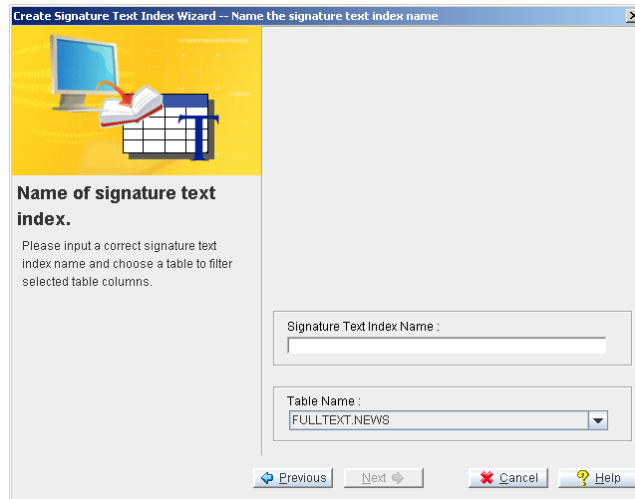 Create Signature Text Index Wizard -- Name the signature text index name
T
Name of signature text
index.
Please input a correct signature text
index name and choose a table to filter
selected table columns.
Signature Text Index Name :
Table Name :
FULLTEXT.NEWS
Previous Next Cancel Help